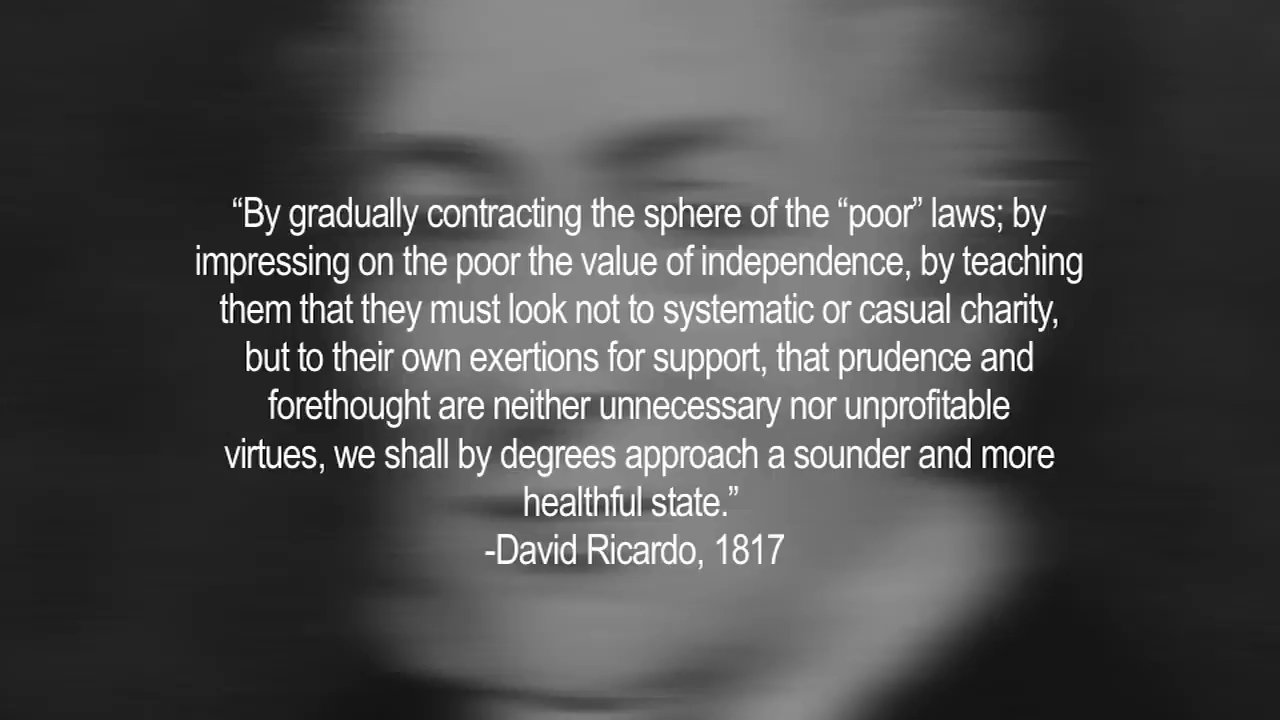 “By gradually contracting the sphere of the “poor” laws; by
impressing on the poor the value of independence, by teaching
them that they must look not to systematic or casual charity,
but to their own exertions for support, that prudence and
forethought are neither unnecessary nor unprofitable
virtues, we shall by degrees approach a sounder and more
healthful state.”
-David Ricardo, 1817